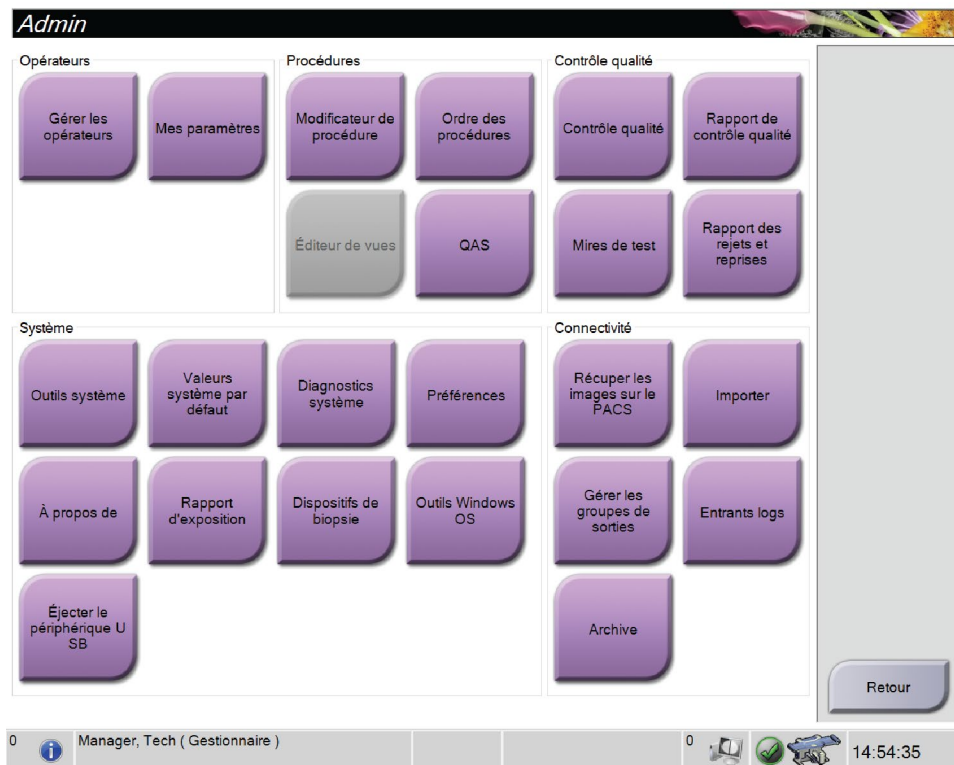 Admin
Opérateurs
Gérer les
opérateurs
Mes paramètres
Procédures
Modificateur de
procédure
Ordre des
procédures
Éditeur de vues
QAS
Contrôle qualité
Contrôle qualité
Rapport de
contrôle qualité
Mires de test
Rapport des
rejets et
reprises
Système
Outils système
Valeurs
système par
défaut
Diagnostics
système
Préférences
À propos de
Rapport
d'exposition
Dispositifs de
biopsie
Outils Windows
OS
Éjecter le
périphérique U
SB
Connectivité
Récuper les
images sur le
PACS
Importer
Gérer les
groupes de
sorties
Entrants logs
Archive
Retour
0
Manager, Tech ( Gestionnaire )
0
14:54:35